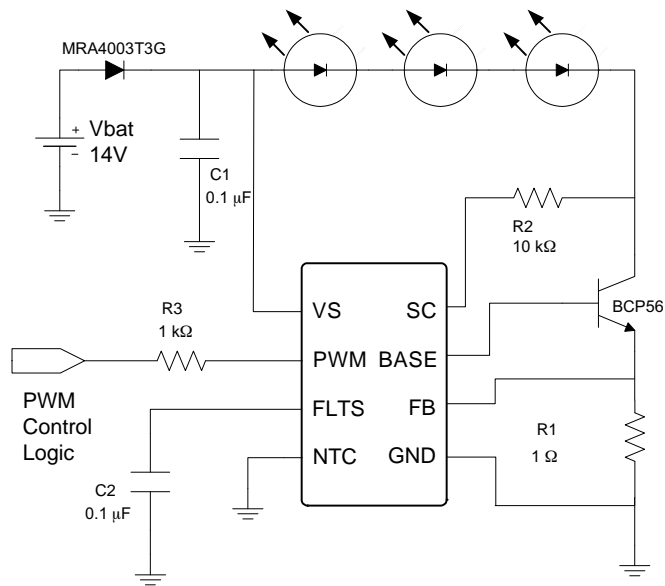 MRA4003T3G
+
−
Vbat
14V
C1
0.1 μF
R2
10 kΩ
BCP56
R3
1 kΩ
PWM
Control
Logic
C2
0.1 μF
VS
SC
PWM
BASE
FLTS
FB
NTC
GND
R1
1 Ω